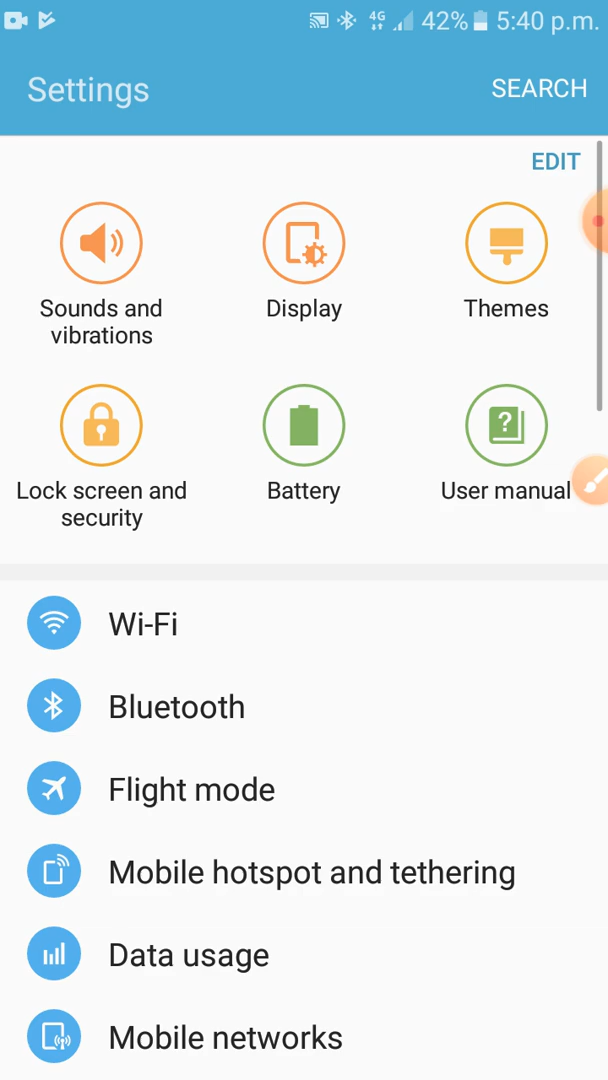 4G 42% 5:40 p.m.
Settings SEARCH
EDIT
Sounds and
vibrations
Display
Themes
Lock screen and
security
Battery
User manual
Wi-Fi
Bluetooth
Flight mode
Mobile hotspot and tethering
Data usage
Mobile networks